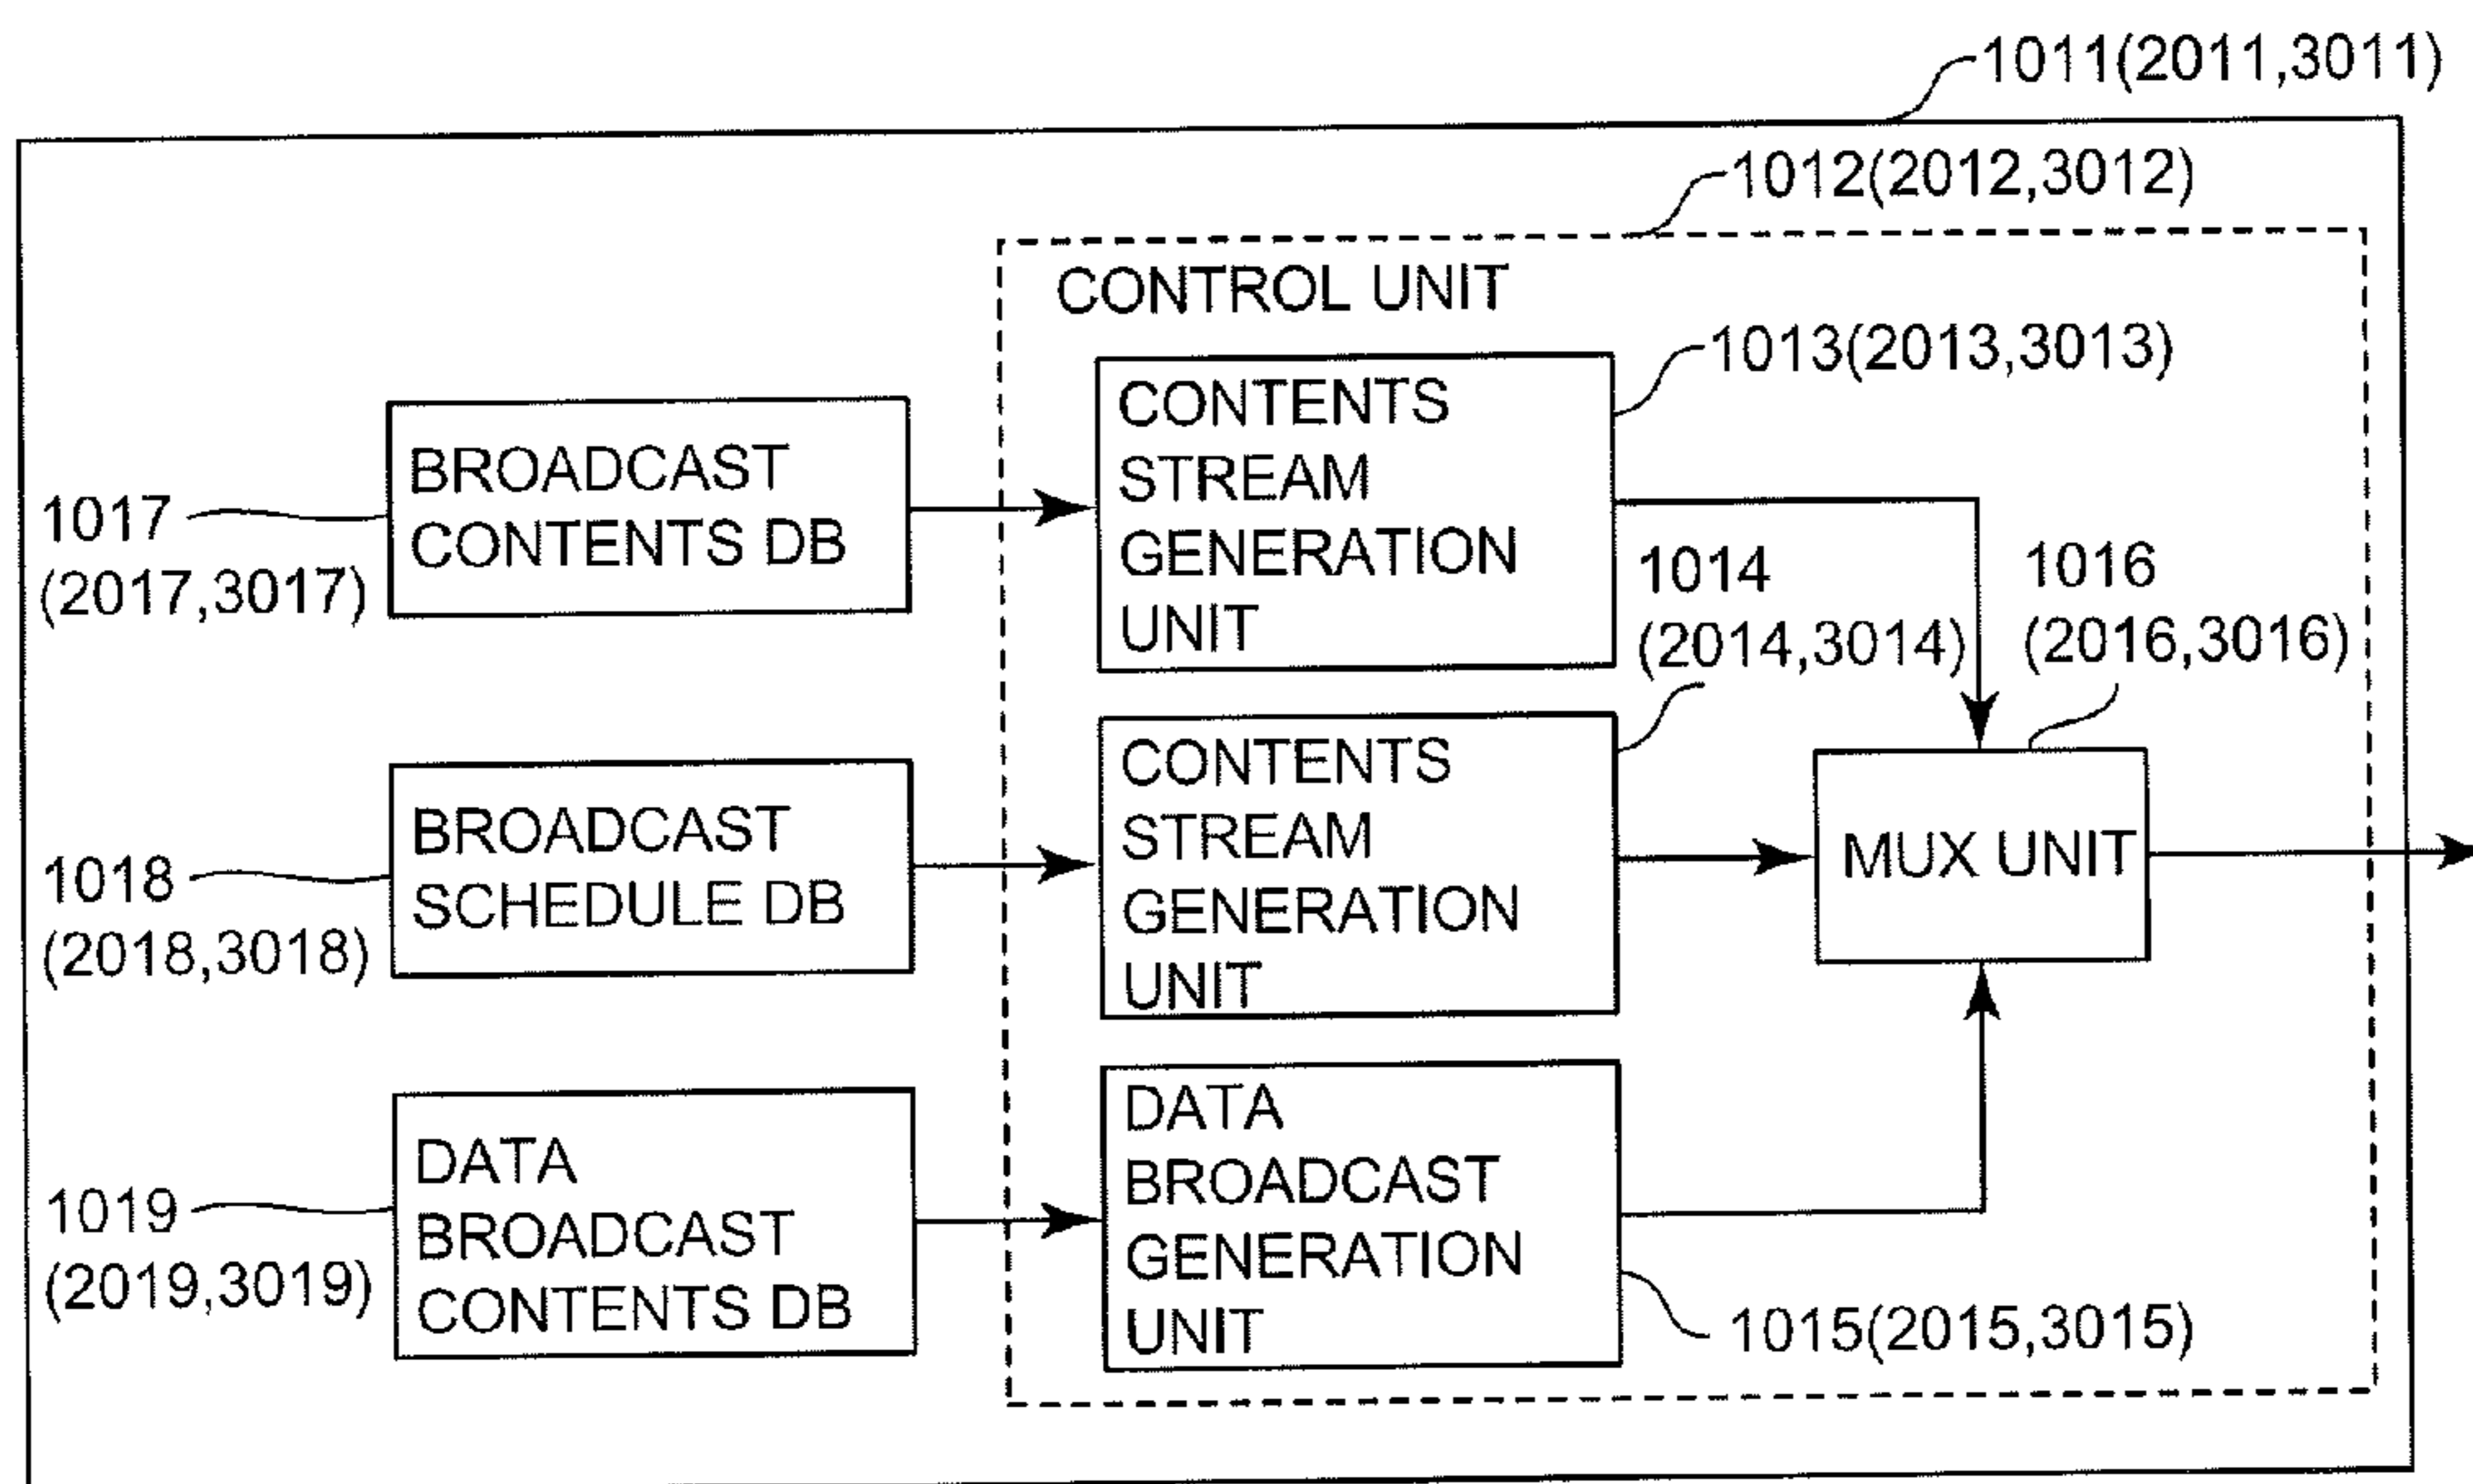 1011(2011,3011)
1012(2012,3012)
CONTROL UNIT
1013(2013,3013)
CONTENTS
STREAM
GENERATION
UNIT
BROADCAST
CONTENTS DB
1017
(2017,3017)
1014
(2014,3014)
1016
(2016,3016)
CONTENTS
STREAM
GENERATION
UNIT
MUX UNIT
BROADCAST
SCHEDULE DB
1018
(2018,3018)
DATA
BROADCAST
GENERATION
UNIT
DATA
BROADCAST
CONTENTS DB
1019
(2019,3019)
1015(2015,3015)